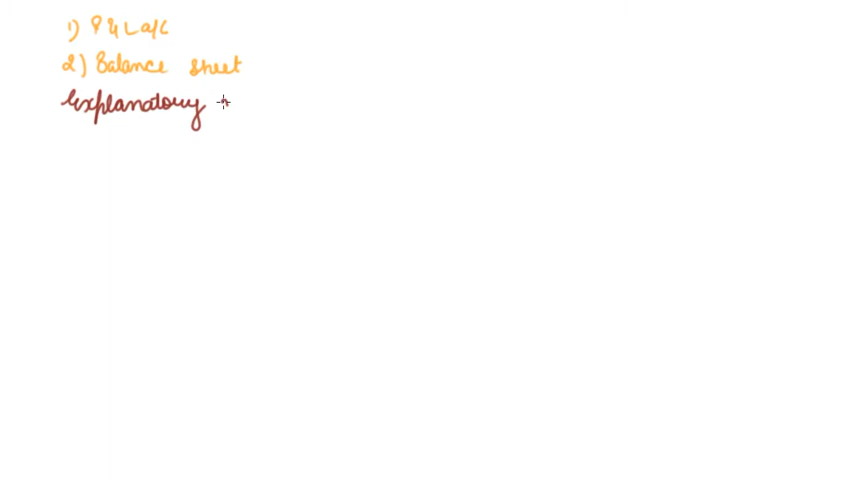 1) P & L a/c
2) Balance sheet
Explanatory